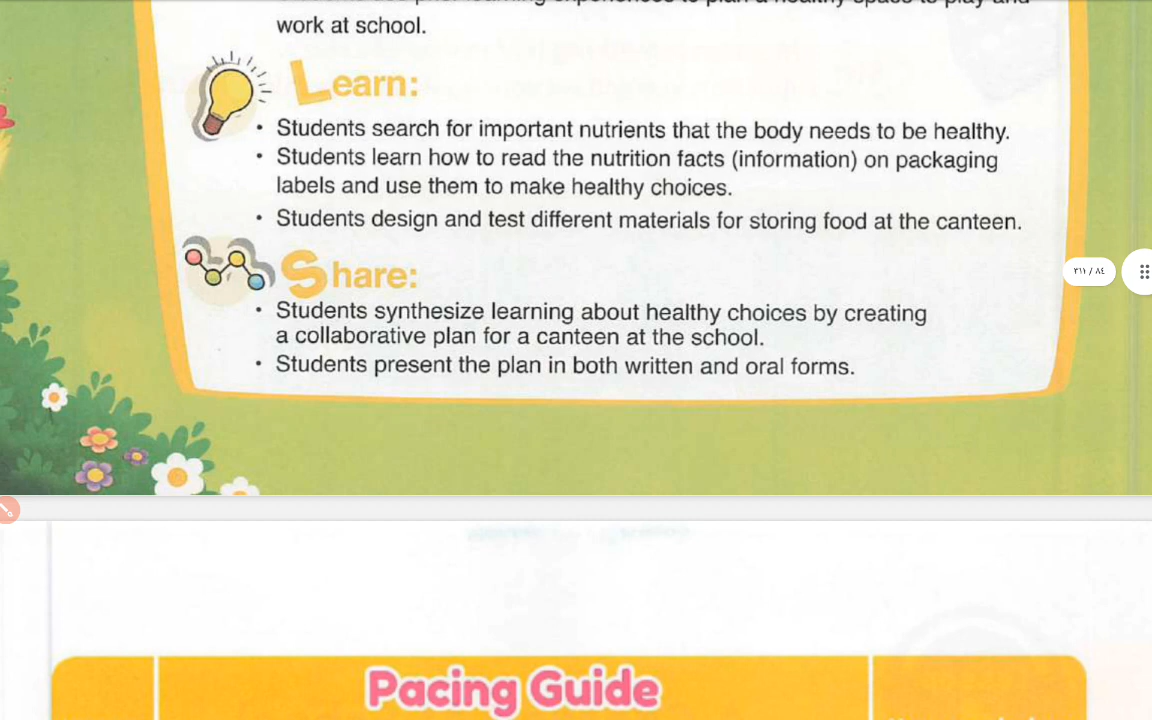 work at school.
Learn:
• Students search for important nutrients that the body needs to be healthy.
• Students learn how to read the nutrition facts (information) on packaging
labels and use them to make healthy choices.
• Students design and test different materials for storing food at the canteen.
Share:
• Students synthesize learning about healthy choices by creating
a collaborative plan for a canteen at the school.
• Students present the plan in both written and oral forms.
٢١١ / ٨٤
Pacing Guide